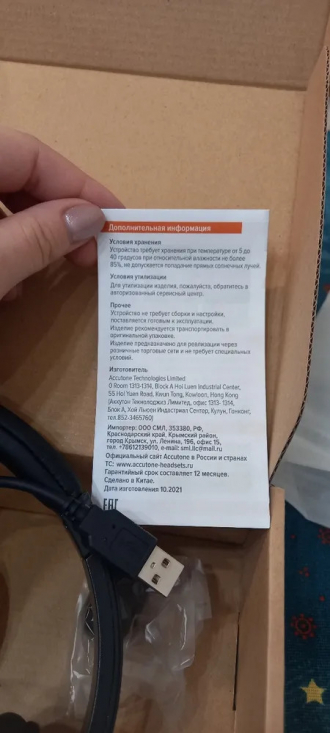 Дополнительная информация
Условия хранения
Устройство требует хранения при температуре от 5 до
40 градусов при относительной влажности не более
85%, не допускается попадания прямых солнечных лучей.
Условия утилизации
Для утилизации изделия, пожалуйста, обратитесь в
авторизованный сервисный центр.
Прочее
Устройство не требует сборки и настройки,
поставляется готовым к эксплуатации.
Изделие рекомендуется транспортировать в
оригинальной упаковке.
Изделие предназначено для реализации через
розничные торговые сети и не требует специальных
условий.
Изготовитель
Accutone Technologies Limited
Room 1313-1314, Block A Hoi Luen Industrial Center,
55 Hoi Yuen Road, Kwun Tong, Kowloon, Hong Kong
(Аккутон Текнолоджиз Лимитед, офис 1313-1314,
Блок А, Хой Льюэн Индастриал Сентер, Кулун, Гонконг,
тел.852-3465760)
Импортер: ООО СМЛ, 353380, РФ,
Краснодарский край, Крымский район,
город Крымск, ул. Ленина, 196, офис 15,
тел. +78612139010, e-mail: sml.llc@mail.ru
Официальный сайт Accutone в России и странах
ТС: www.accutone-headsets.ru
Гарантийный срок составляет 12 месяцев.
Сделано в Китае.
Дата изготовления 10.2021
EAC